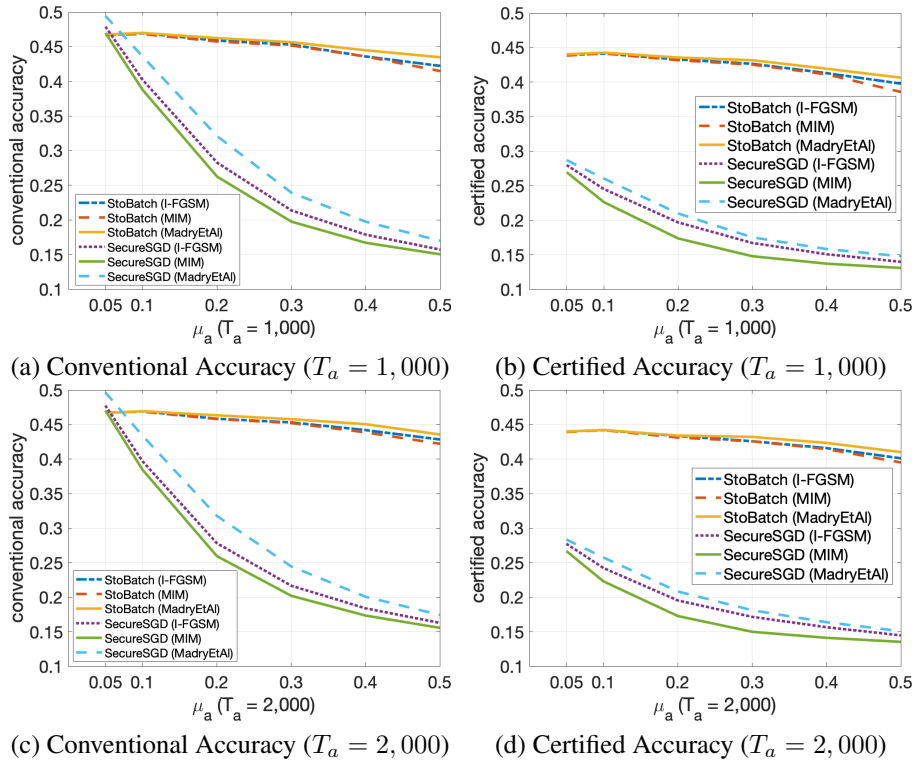 0.5
0.45
0.4
0.35
0.3
0.25
0.2
0.15
0.1
conventional accuracy
StoBatch (I-FGSM)
StoBatch (MIM)
StoBatch (MadryEtAl)
SecureSGD (I-FGSM)
SecureSGD (MIM)
SecureSGD (MadryEtAl)
0.05 0.1 0.2 0.3 0.4 0.5
μa (Ta = 1,000)
(a) Conventional Accuracy (Ta = 1, 000)
0.5
0.45
0.4
0.35
0.3
0.25
0.2
0.15
0.1
certified accuracy
StoBatch (I-FGSM)
StoBatch (MIM)
StoBatch (MadryEtAl)
SecureSGD (I-FGSM)
SecureSGD (MIM)
SecureSGD (MadryEtAl)
0.05 0.1 0.2 0.3 0.4 0.5
μa (Ta = 1,000)
(b) Certified Accuracy (Ta = 1, 000)
0.5
0.45
0.4
0.35
0.3
0.25
0.2
0.15
0.1
conventional accuracy
StoBatch (I-FGSM)
StoBatch (MIM)
StoBatch (MadryEtAl)
SecureSGD (I-FGSM)
SecureSGD (MIM)
SecureSGD (MadryEtAl)
0.05 0.1 0.2 0.3 0.4 0.5
μa (Ta = 2,000)
(c) Conventional Accuracy (Ta = 2, 000)
0.5
0.45
0.4
0.35
0.3
0.25
0.2
0.15
0.1
certified accuracy
StoBatch (I-FGSM)
StoBatch (MIM)
StoBatch (MadryEtAl)
SecureSGD (I-FGSM)
SecureSGD (MIM)
SecureSGD (MadryEtAl)
0.05 0.1 0.2 0.3 0.4 0.5
μa (Ta = 2,000)
(d) Certified Accuracy (Ta = 2, 000)